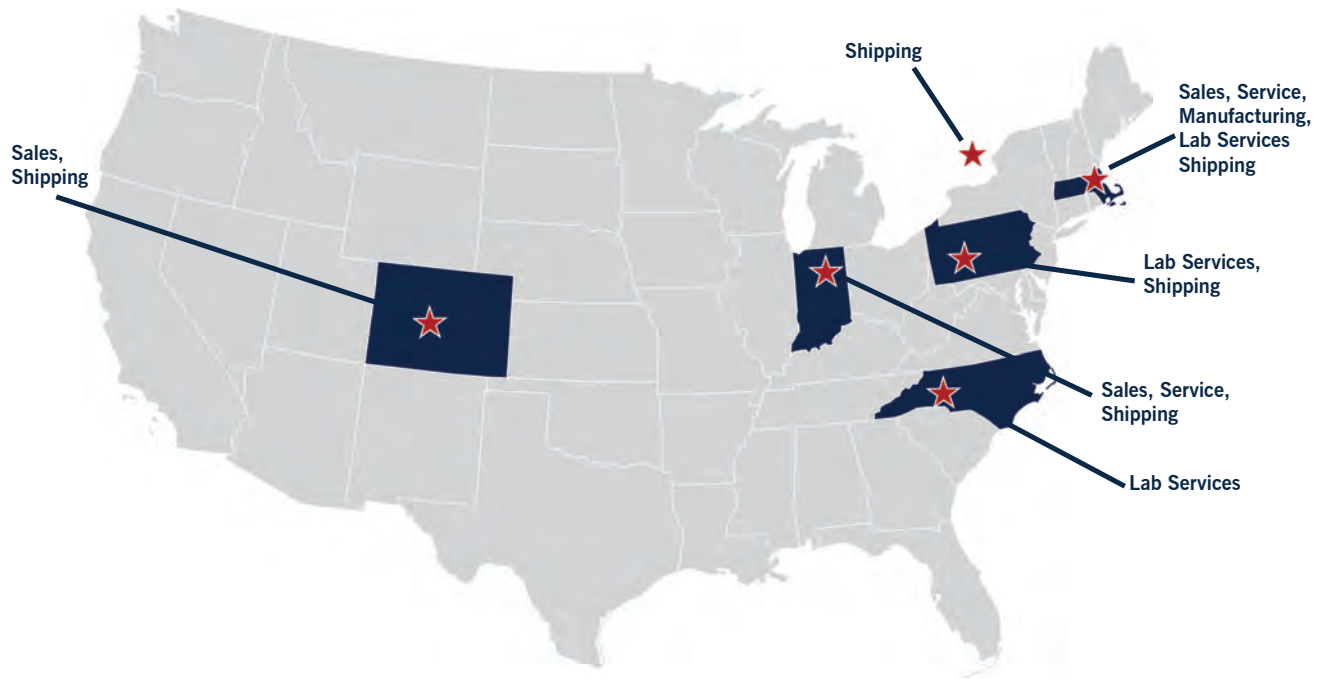 Shipping
Sales, Service,
Manufacturing,
Lab Services
Shipping
Sales,
Shipping
Lab Services,
Shipping
Sales, Service,
Shipping
Lab Services